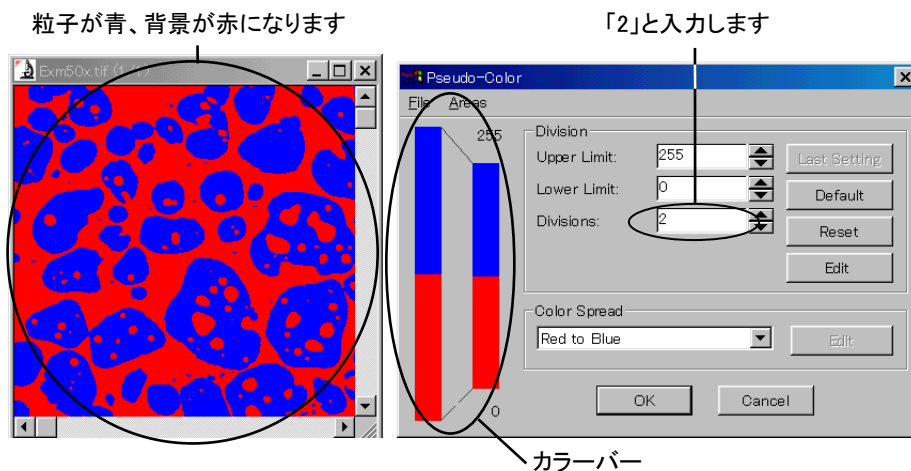 粒子が青、背景が赤になります
「2」と入力します
Exm50x.tif (1/1)
Pseudo-Color
File Areas
255
0
Division
Upper Limit: 255
Lower Limit: 0
Divisions: 2
Last Setting
Default
Reset
Edit
Color Spread
Red to Blue
Edit
OK
Cancel
カラーバー